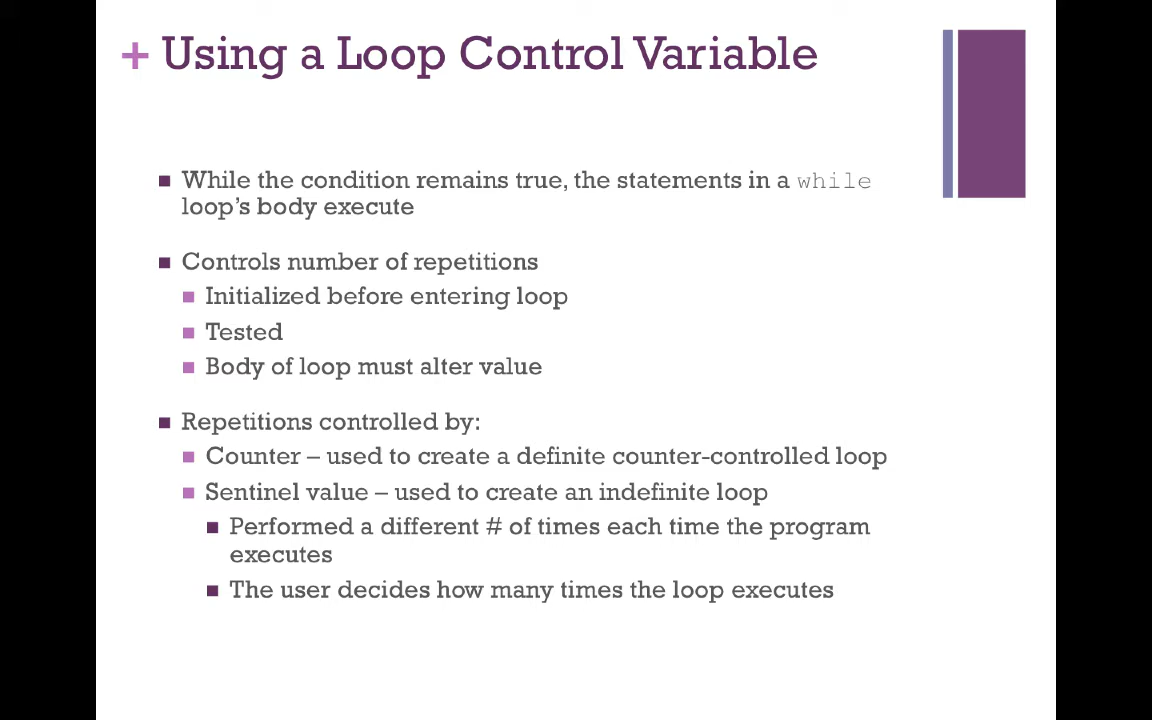 + Using a Loop Control Variable
■ While the condition remains true, the statements in a while
loop’s body execute
■ Controls number of repetitions
■ Initialized before entering loop
■ Tested
■ Body of loop must alter value
■ Repetitions controlled by:
■ Counter – used to create a definite counter-controlled loop
■ Sentinel value – used to create an indefinite loop
■ Performed a different # of times each time the program
executes
■ The user decides how many times the loop executes